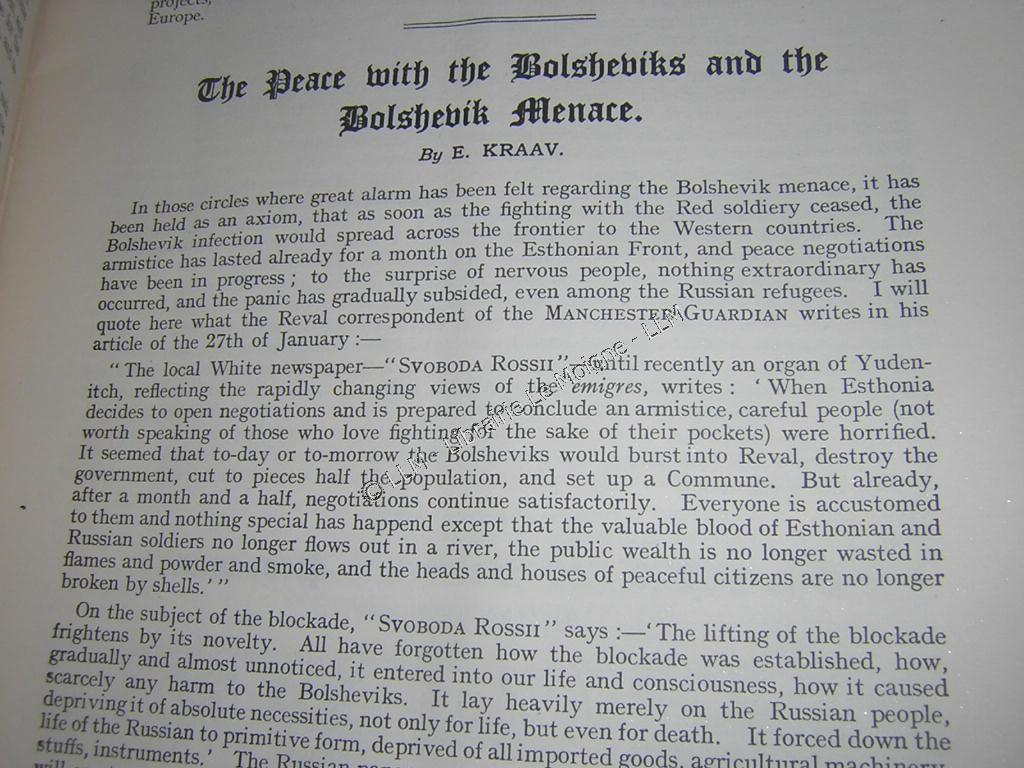 projects,
Europe.
The Peace with the Bolsheviks and the
Bolshevik Menace.
By E. KRAAV.
In those circles where great alarm has been felt regarding the Bolshevik menace, it has
been held as an axiom, that as soon as the fighting with the Red soldiery ceased, the
Bolshevik infection would spread across the frontier to the Western countries. The
armistice has lasted already for a month on the Esthonian Front, and peace negotiations
have been in progress ; to the surprise of nervous people, nothing extraordinary has
occurred, and the panic has gradually subsided, even among the Russian refugees. I will
quote here what the Reval correspondent of the MANCHESTER GUARDIAN writes in his
article of the 27th of January :—
“ The local White newspaper—“ SVOBODA ROSSII ”—until recently an organ of Yuden-
itch, reflecting the rapidly changing views of the émigres, writes : ‘ When Esthonia
decides to open negotiations and is prepared to conclude an armistice, careful people (not
worth speaking of those who love fighting for the sake of their pockets) were horrified.
It seemed that to-day or to-morrow the Bolsheviks would burst into Reval, destroy the
government, cut to pieces half the population, and set up a Commune. But already,
after a month and a half, negotiations continue satisfactorily. Everyone is accustomed
to them and nothing special has happend except that the valuable blood of Esthonian and
Russian soldiers no longer flows out in a river, the public wealth is no longer wasted in
flames and powder and smoke, and the heads and houses of peaceful citizens are no longer
broken by shells.’ ”
On the subject of the blockade, “ SVOBODA ROSSII ” says :—‘ The lifting of the blockade
frightens by its novelty. All have forgotten how the blockade was established, how,
gradually and almost unnoticed, it entered into our life and consciousness, how it caused
scarcely any harm to the Bolsheviks. It lay heavily merely on the Russian people,
depriving it of absolute necessities, not only for life, but even for death. It forced down the
life of the Russian to primitive form, deprived of all imported goods, agricultural machinery
stuffs, instruments.’ The Russian
© LLM - Librairie Le Moigne - LLM